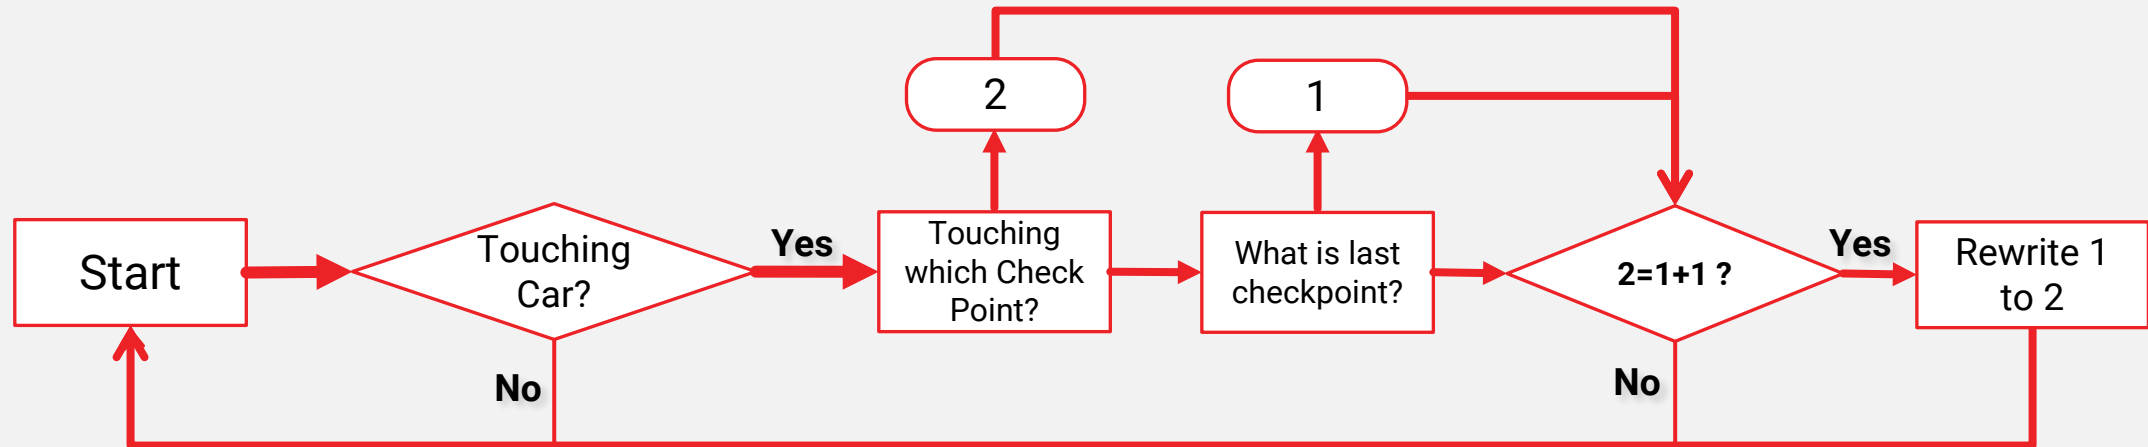 2
1
Start
Touching
Car?
Yes
Touching
which Check
Point?
What is last
checkpoint?
2=1+1 ?
Yes
Rewrite 1
to 2
No
No